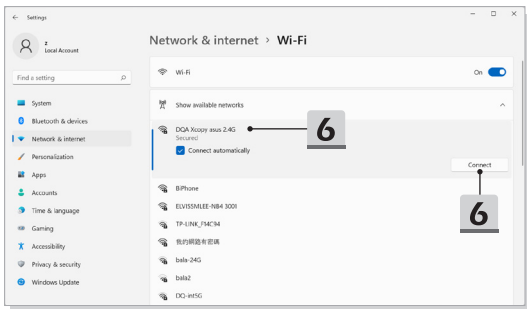 Settings
z
Local Account
Find a setting
System
Bluetooth & devices
Network & internet
Personalization
Apps
Accounts
Time & language
Gaming
Accessibility
Privacy & security
Windows Update
Network & internet > Wi-Fi
Wi-Fi
On
Show available networks
DQA Xcopy asus 2.4G
Secured
Connect automatically
6
Connect
6
BiPhone
ELVISSMLEE-NB4 3001
TP-LINK_F14C94
我的網路有密碼
bala-24G
bala2
DQ-int5G